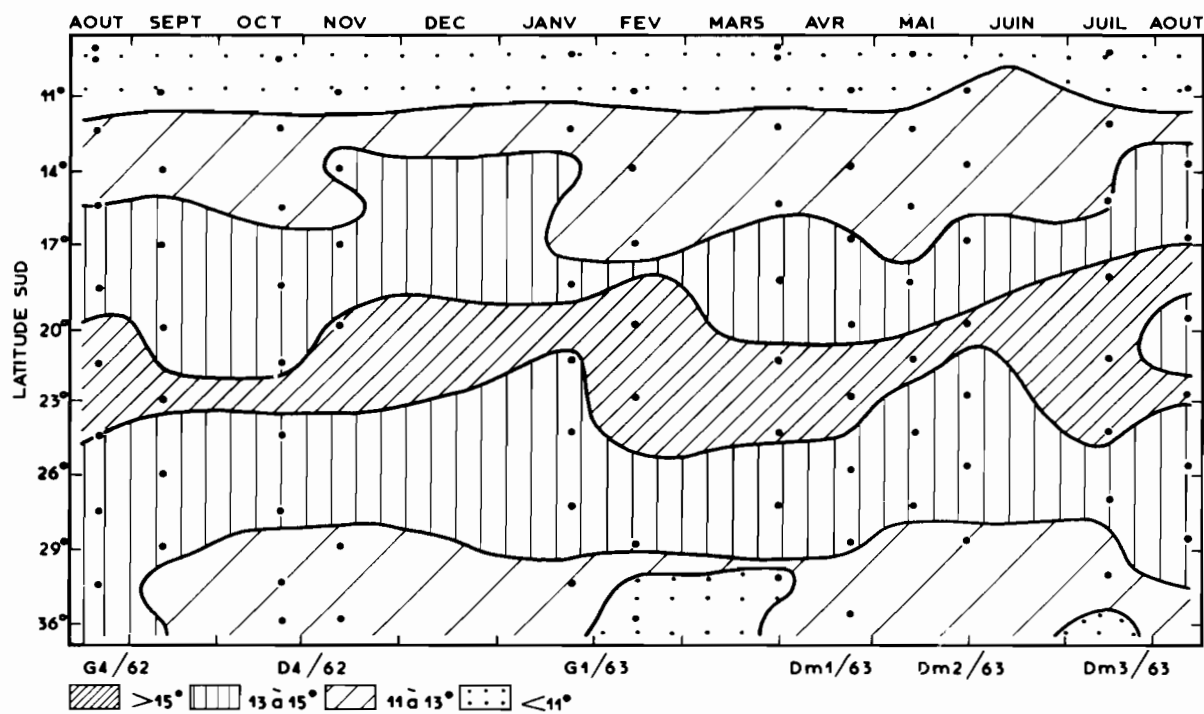 AOUT SEPT OCT NOV DEC JANV FEV MARS AVR MAI JUIN JUIL AOUT
LATITUDE SUD
11°
14°
17°
20°
23°
26°
29°
36°
G4/62 D4/62 G1/63 Dm1/63 Dm2/63 Dm3/63
>15° 13 à 15° 11 à 13° <11°